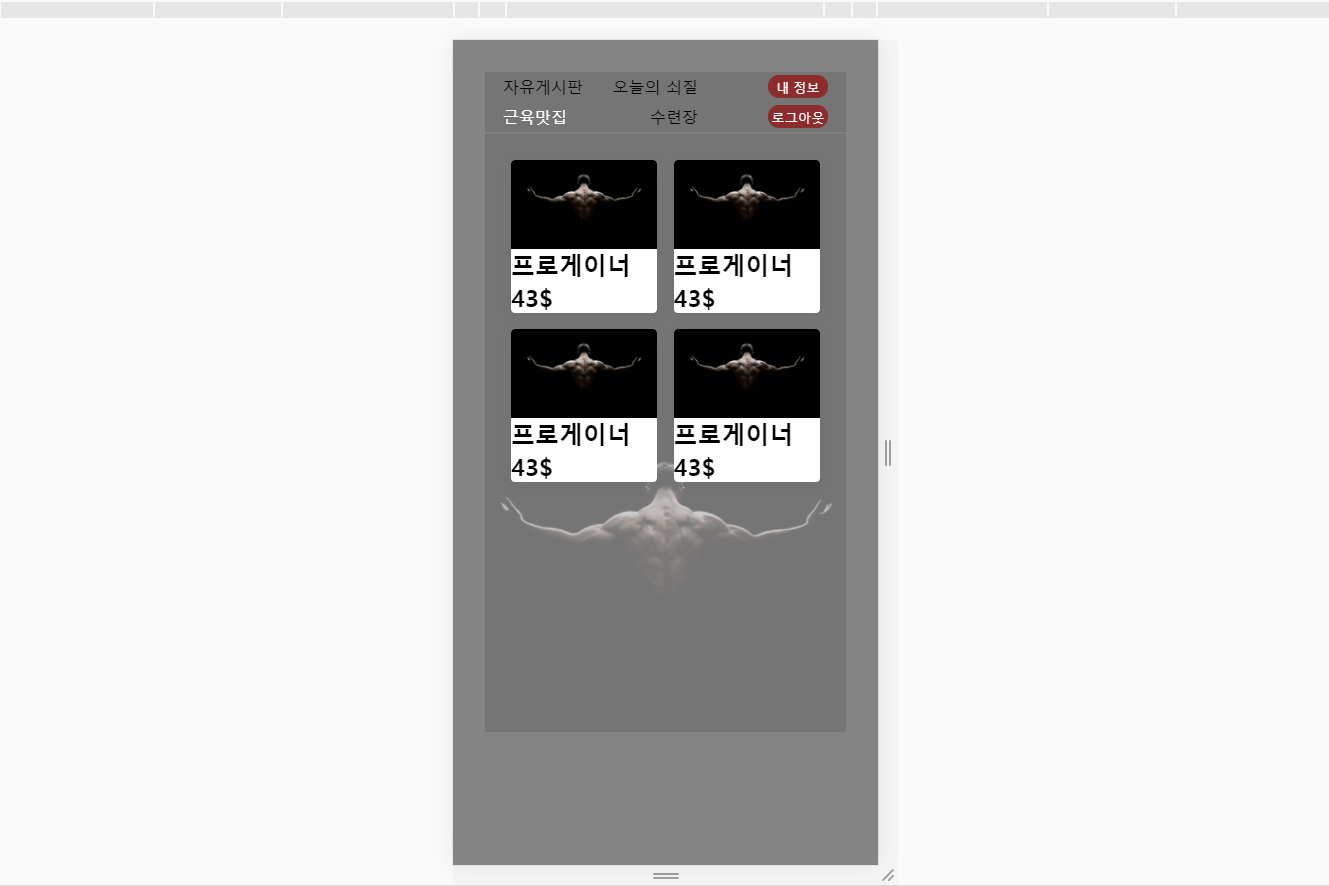 자유게시판 오늘의 쇠질 내 정보
근육맛집 수련장 로그아웃
프로게이너 프로게이너
43$ 43$
프로게이너 프로게이너
43$ 43$